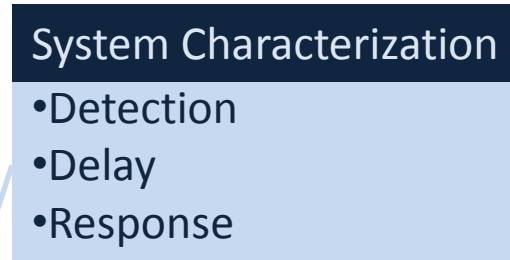 System Characterization
•Detection
•Delay
•Response